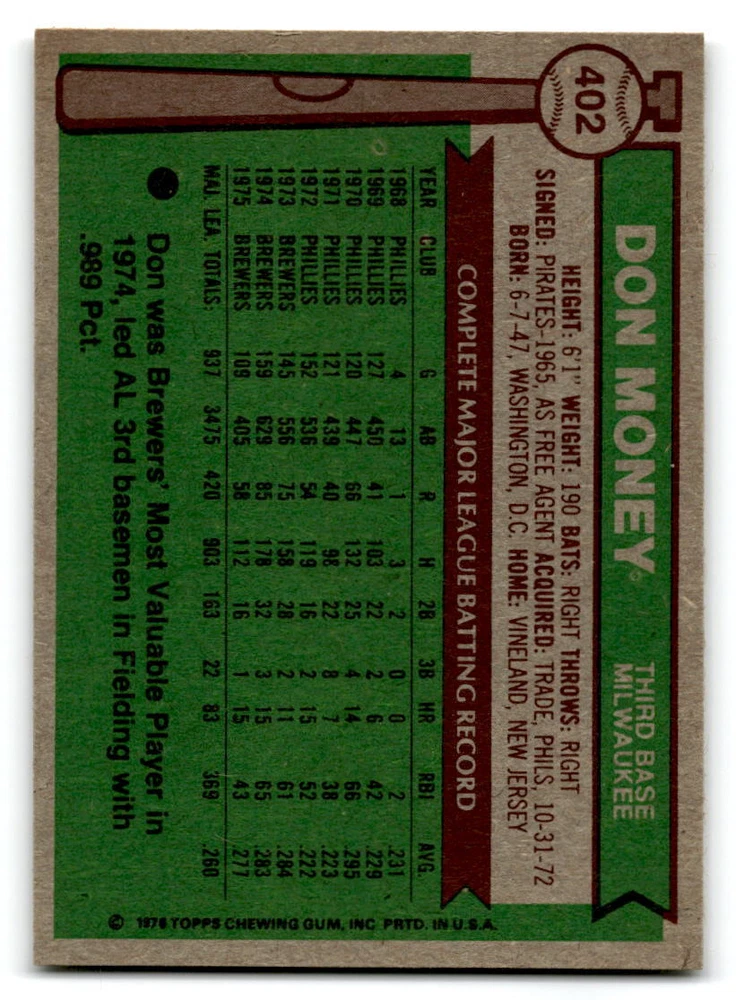 402
DON MONEY®
THIRD BASE
MILWAUKEE
HEIGHT: 6'1" WEIGHT: 190 BATS: RIGHT THROWS: RIGHT
SIGNED: PIRATES-1965, AS FREE AGENT ACQUIRED: TRADE, PHILS, 10-31-72
BORN: 6-7-47, WASHINGTON, D.C. HOME: VINELAND, NEW JERSEY
COMPLETE MAJOR LEAGUE BATTING RECORD
YEAR CLUB G AB R H 2B 3B HR RBI AVG.
1968 PHILLIES 4 13 1 3 2 0 0 2 .231
1969 PHILLIES 127 450 41 103 22 2 6 42 .229
1970 PHILLIES 120 447 66 132 25 4 14 66 .295
1971 PHILLIES 121 439 40 98 22 8 7 38 .223
1972 PHILLIES 152 536 54 119 16 2 15 52 .222
1973 BREWERS 145 556 75 158 28 2 11 61 .284
1974 BREWERS 159 629 85 178 32 3 15 65 .283
1975 BREWERS 109 405 58 112 16 1 15 43 .277
MAJ. LEA. TOTALS: 937 3475 420 903 163 22 83 369 .260
Don was Brewers' Most Valuable Player in
1974, led AL 3rd basemen in Fielding with
.989 Pct.
© 1976 TOPPS CHEWING GUM, INC PRTD. IN U.S.A.